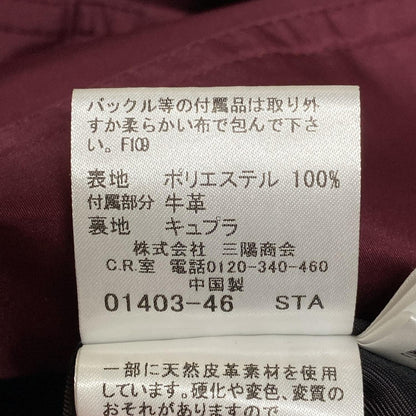 バックル等の付属品は取り外
すか柔らかい布で包んで下さ
い。F109
表地 ポリエステル 100%
付属部分 牛革
裏地 キュプラ
株式会社 三陽商会
C.R.室 電話0120-340-460
中国製
01403-46 STA
一部に天然皮革素材を使用
しています。硬化や変色、変質の
おそれがありますので